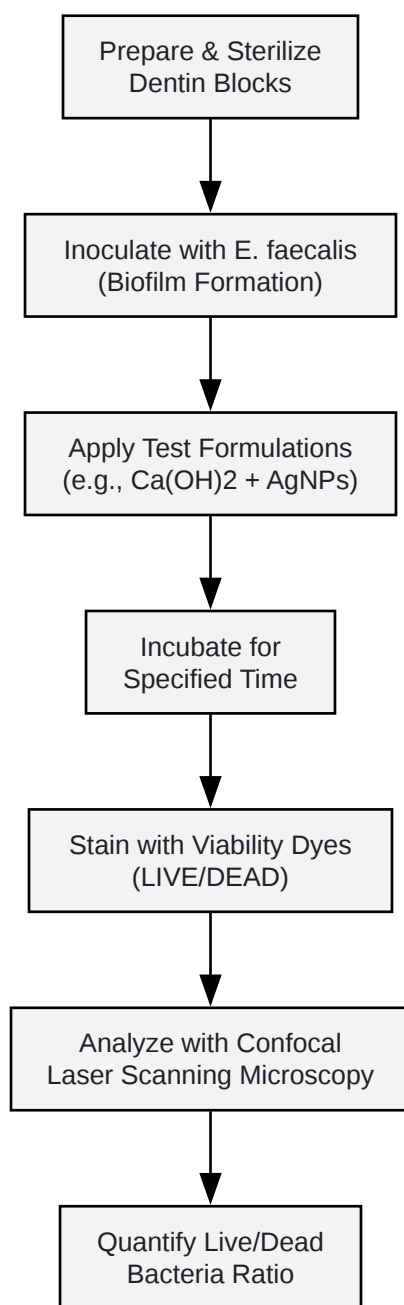 Prepare & Sterilize
Dentin Blocks
Inoculate with E. faecalis
(Biofilm Formation)
Apply Test Formulations
(e.g., Ca(OH)2 + AgNPs)
Incubate for
Specified Time
Stain with Viability Dyes
(LIVE/DEAD)
Analyze with Confocal
Laser Scanning Microscopy
Quantify Live/Dead
Bacteria Ratio